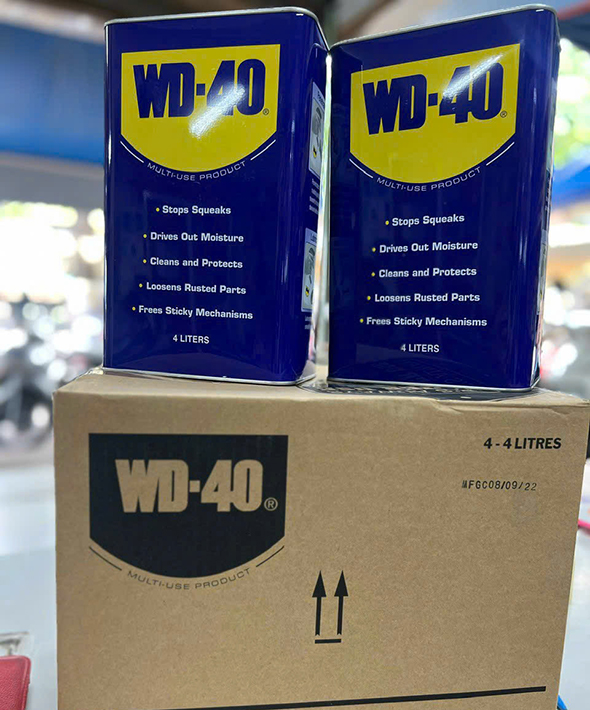 WD-40®
MULTI-USE PRODUCT
• Stops Squeaks
• Drives Out Moisture
• Cleans and Protects
• Loosens Rusted Parts
• Frees Sticky Mechanisms
4 LITERS
WD-40®
MULTI-USE PRODUCT
• Stops Squeaks
• Drives Out Moisture
• Cleans and Protects
• Loosens Rusted Parts
• Frees Sticky Mechanisms
4 LITERS
4 - 4 LITRES
MFGC08/09/22
WD-40®
MULTI-USE PRODUCT